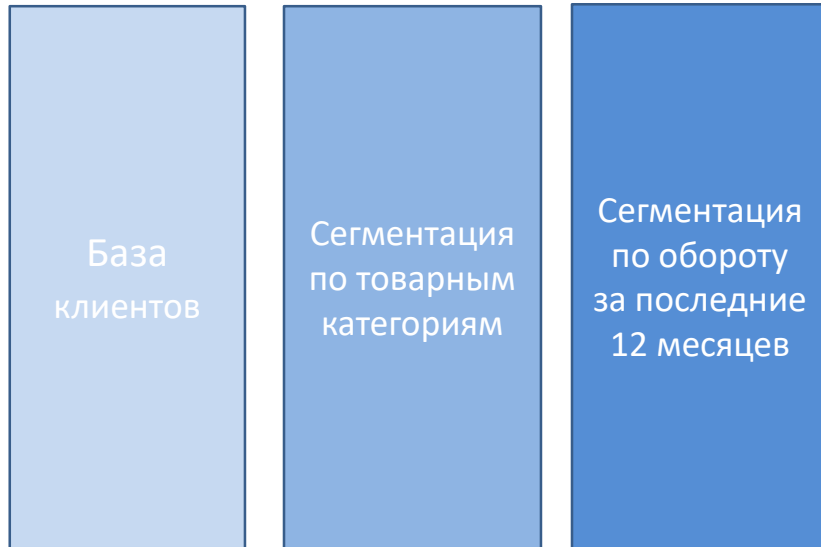 База
клиентов
Сегментация
по товарным
категориям
Сегментация
по обороту
за последние
12 месяцев